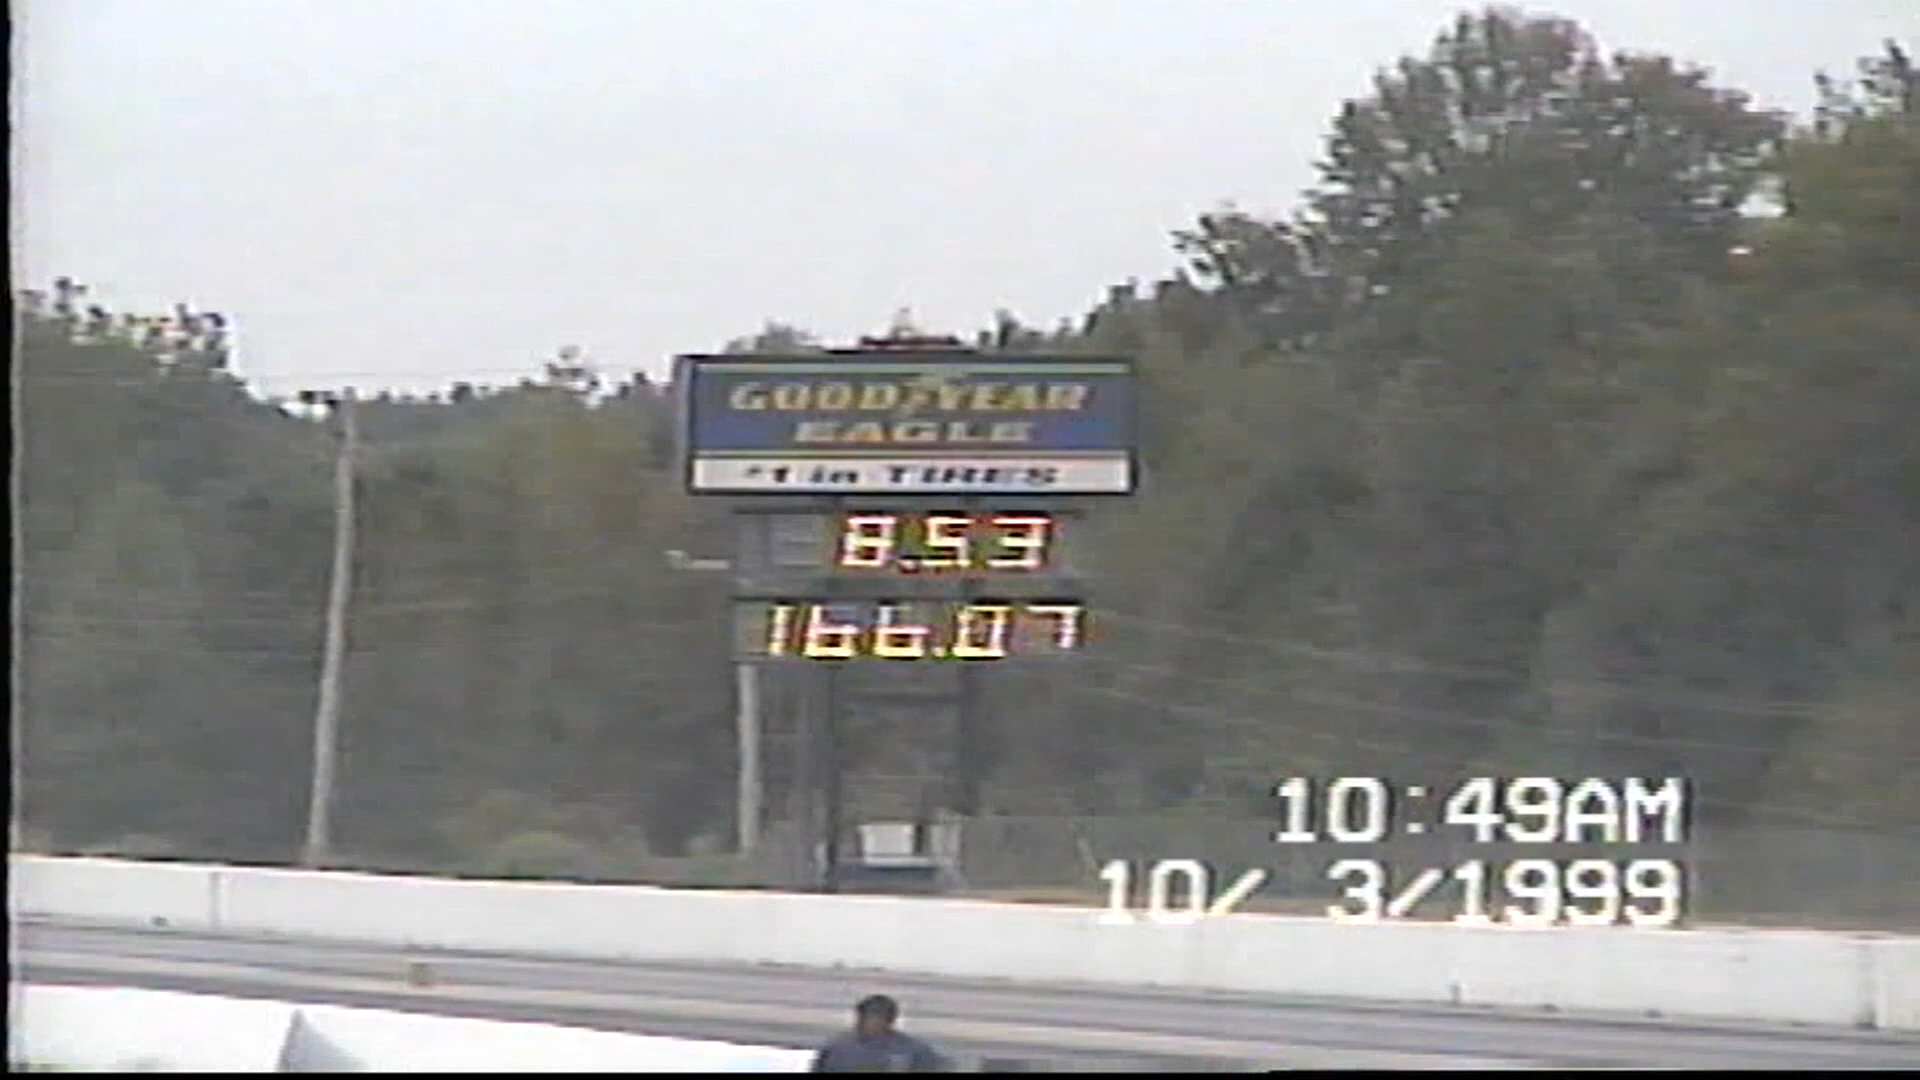 GOODYEAR
EAGLE
#1 in TIRES
8.53
166.07
10:49AM
10/ 3/1999